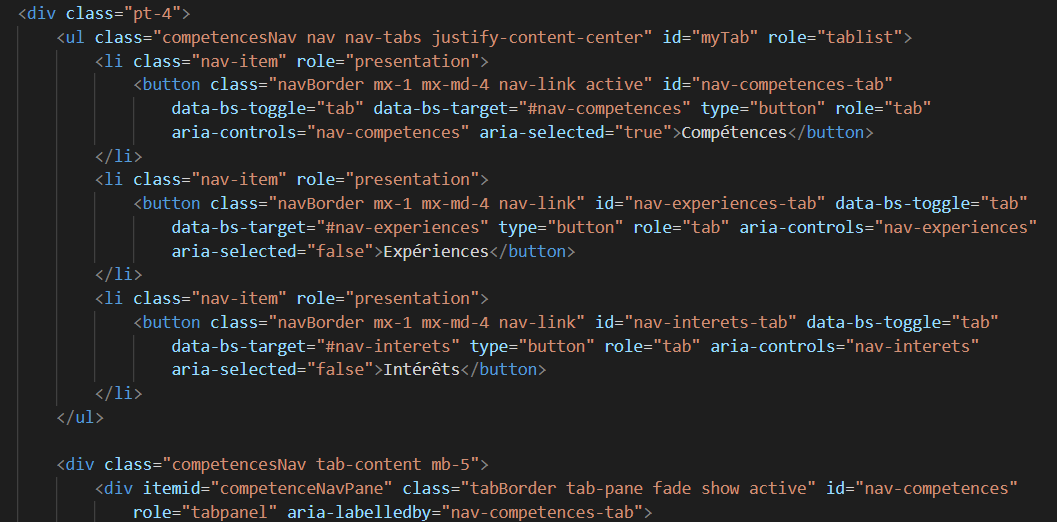 <div class="pt-4">
<ul class="competencesNav nav nav-tabs justify-content-center" id="myTab" role="tablist">
<li class="nav-item" role="presentation">
<button class="navBorder mx-1 mx-md-4 nav-link active" id="nav-competences-tab"
data-bs-toggle="tab" data-bs-target="#nav-competences" type="button" role="tab"
aria-controls="nav-competences" aria-selected="true">Compétences</button>
</li>
<li class="nav-item" role="presentation">
<button class="navBorder mx-1 mx-md-4 nav-link" id="nav-experiences-tab" data-bs-toggle="tab"
data-bs-target="#nav-experiences" type="button" role="tab" aria-controls="nav-experiences"
aria-selected="false">Expériences</button>
</li>
<li class="nav-item" role="presentation">
<button class="navBorder mx-1 mx-md-4 nav-link" id="nav-interets-tab" data-bs-toggle="tab"
data-bs-target="#nav-interets" type="button" role="tab" aria-controls="nav-interets"
aria-selected="false">Intérêts</button>
</li>
</ul>
<div class="competencesNav tab-content mb-5">
<div itemid="competenceNavPane" class="tabBorder tab-pane fade show active" id="nav-competences"
role="tabpanel" aria-labelledby="nav-competences-tab">